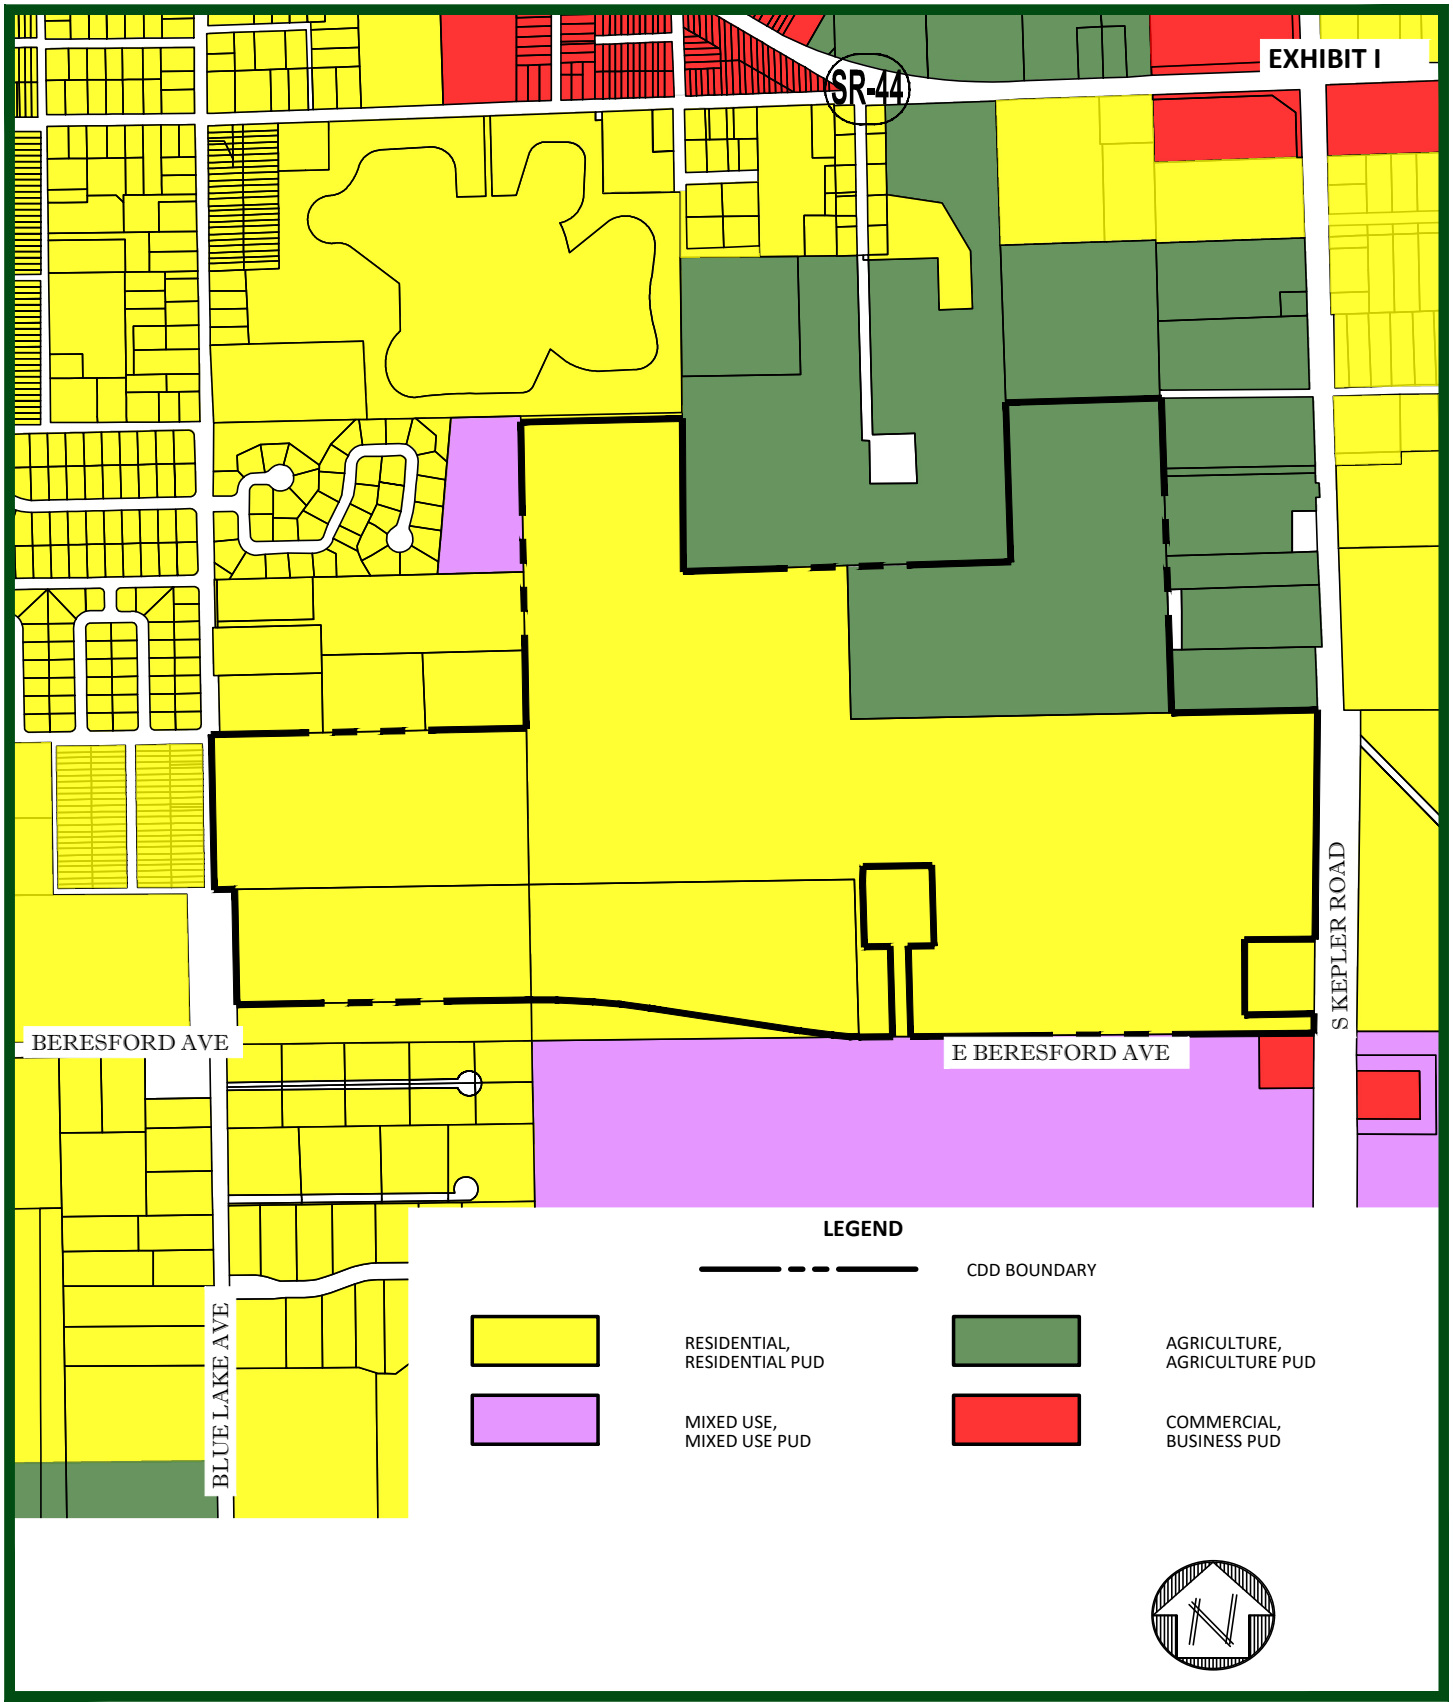 EXHIBIT I
SR-44
S KEPLER ROAD
BERESFORD AVE
E BERESFORD AVE
BLUE LAKE AVE
LEGEND
CDD BOUNDARY
RESIDENTIAL,
RESIDENTIAL PUD
AGRICULTURE,
AGRICULTURE PUD
MIXED USE,
MIXED USE PUD
COMMERCIAL,
BUSINESS PUD
N